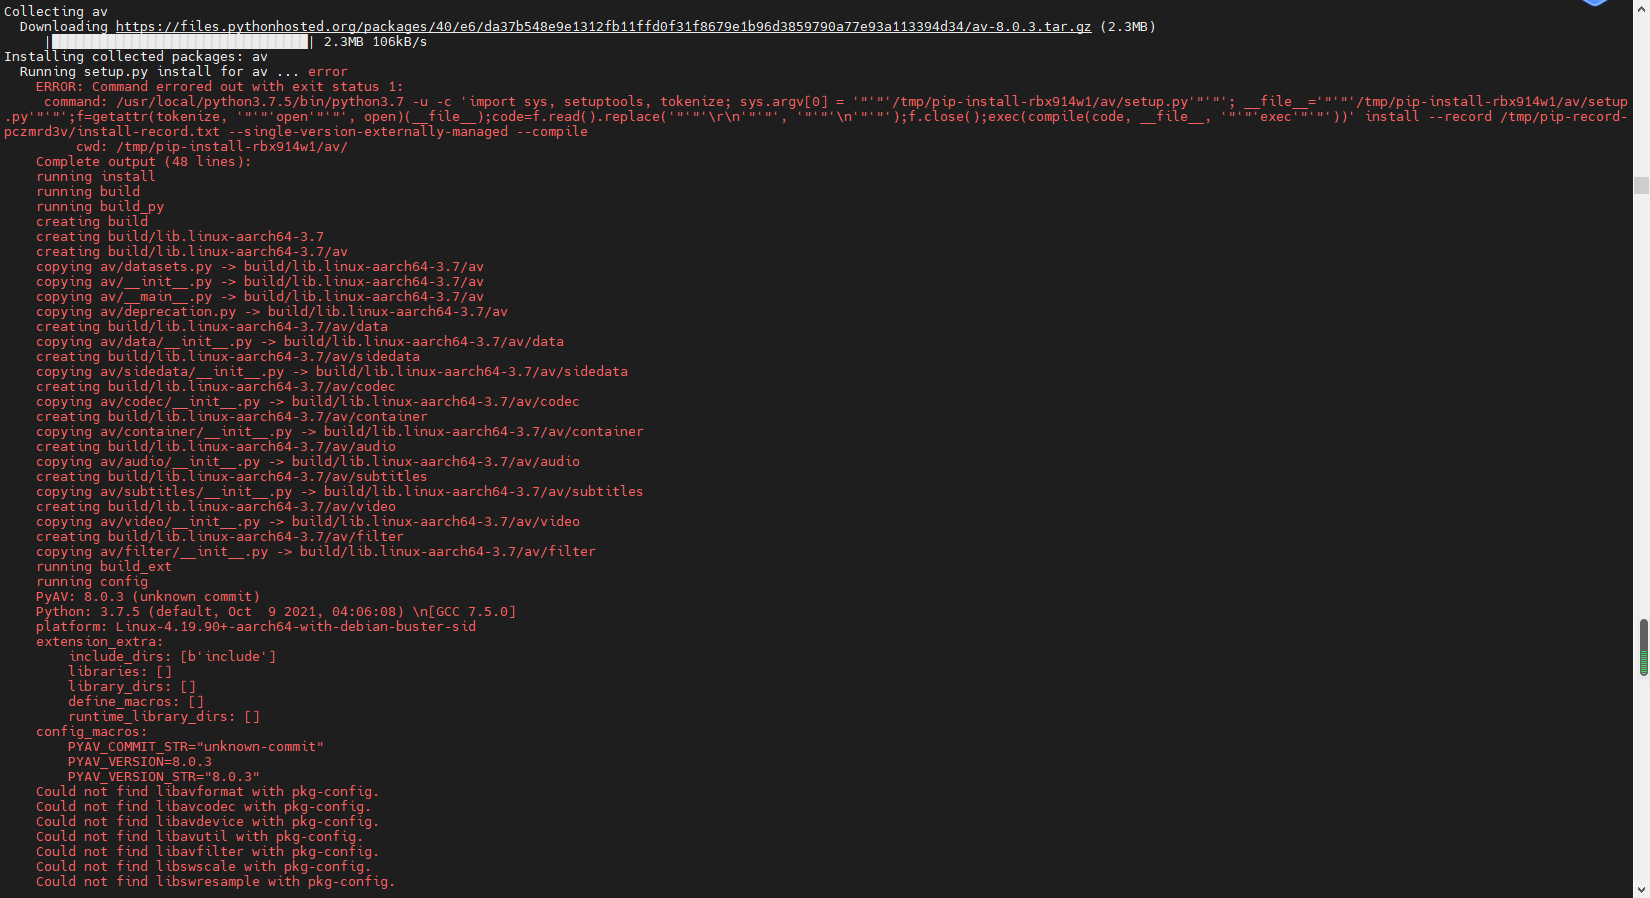 Collecting av
  Downloading https://files.pythonhosted.org/packages/40/e6/da37b548e9e1312fb11ffd0f31f8679e1b96d3859790a77e93a113394d34/av-8.0.3.tar.gz (2.3MB)
     |████████████████████████████████| 2.3MB 106kB/s
Installing collected packages: av
  Running setup.py install for av ... error
    ERROR: Command errored out with exit status 1:
     command: /usr/local/python3.7.5/bin/python3.7 -u -c 'import sys, setuptools, tokenize; sys.argv[0] = '"'"'/tmp/pip-install-rbx914w1/av/setup.py'"'"'; __file__='"'"'/tmp/pip-install-rbx914w1/av/setup
.py'"'"';f=getattr(tokenize, '"'"'open'"'"', open)(__file__);code=f.read().replace('"'"'\r\n'"'"', '"'"'\n'"'"');f.close();exec(compile(code, __file__, '"'"'exec'"'"'))' install --record /tmp/pip-record-
pczmrd3v/install-record.txt --single-version-externally-managed --compile
         cwd: /tmp/pip-install-rbx914w1/av/
    Complete output (48 lines):
    running install
    running build
    running build_py
    creating build
    creating build/lib.linux-aarch64-3.7
    creating build/lib.linux-aarch64-3.7/av
    copying av/datasets.py -> build/lib.linux-aarch64-3.7/av
    copying av/__init__.py -> build/lib.linux-aarch64-3.7/av
    copying av/__main__.py -> build/lib.linux-aarch64-3.7/av
    copying av/deprecation.py -> build/lib.linux-aarch64-3.7/av
    creating build/lib.linux-aarch64-3.7/av/data
    copying av/data/__init__.py -> build/lib.linux-aarch64-3.7/av/data
    creating build/lib.linux-aarch64-3.7/av/sidedata
    copying av/sidedata/__init__.py -> build/lib.linux-aarch64-3.7/av/sidedata
    creating build/lib.linux-aarch64-3.7/av/codec
    copying av/codec/__init__.py -> build/lib.linux-aarch64-3.7/av/codec
    creating build/lib.linux-aarch64-3.7/av/container
    copying av/container/__init__.py -> build/lib.linux-aarch64-3.7/av/container
    creating build/lib.linux-aarch64-3.7/av/audio
    copying av/audio/__init__.py -> build/lib.linux-aarch64-3.7/av/audio
    creating build/lib.linux-aarch64-3.7/av/subtitles
    copying av/subtitles/__init__.py -> build/lib.linux-aarch64-3.7/av/subtitles
    creating build/lib.linux-aarch64-3.7/av/video
    copying av/video/__init__.py -> build/lib.linux-aarch64-3.7/av/video
    creating build/lib.linux-aarch64-3.7/av/filter
    copying av/filter/__init__.py -> build/lib.linux-aarch64-3.7/av/filter
    running build_ext
    running config
    PyAV: 8.0.3 (unknown commit)
    Python: 3.7.5 (default, Oct  9 2021, 04:06:08) \n[GCC 7.5.0]
    platform: Linux-4.19.90+-aarch64-with-debian-buster-sid
    extension_extra:
        include_dirs: [b'include']
        libraries: []
        library_dirs: []
        define_macros: []
        runtime_library_dirs: []
    config_macros:
        PYAV_COMMIT_STR="unknown-commit"
        PYAV_VERSION=8.0.3
        PYAV_VERSION_STR="8.0.3"
    Could not find libavformat with pkg-config.
    Could not find libavcodec with pkg-config.
    Could not find libavdevice with pkg-config.
    Could not find libavutil with pkg-config.
    Could not find libavfilter with pkg-config.
    Could not find libswscale with pkg-config.
    Could not find libswresample with pkg-config.